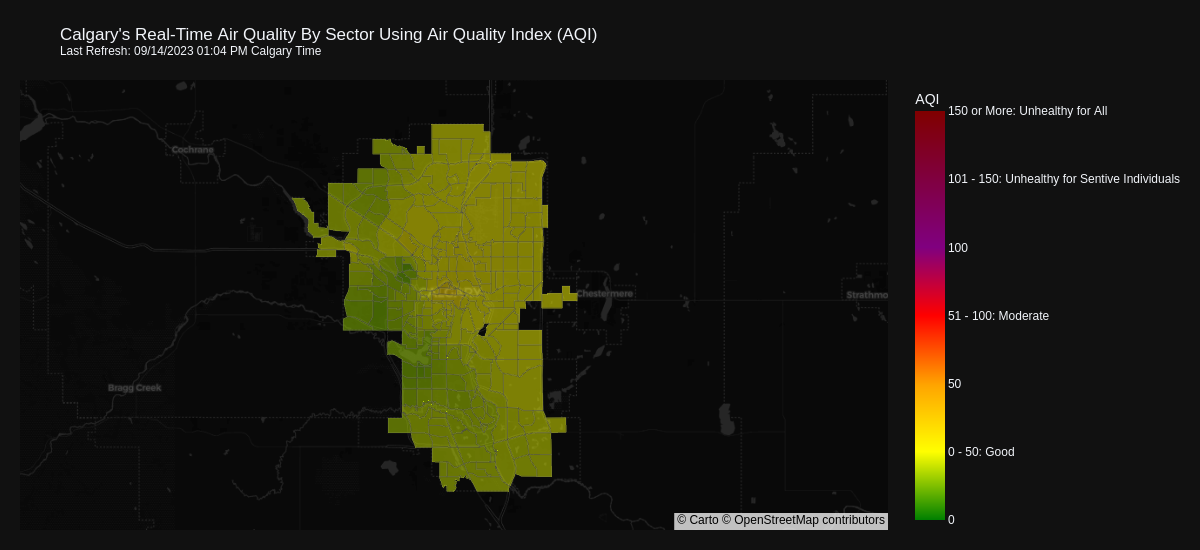 Calgary's Real-Time Air Quality By Sector Using Air Quality Index (AQI)
Last Refresh: 09/14/2023 01:04 PM Calgary Time
AQI
150 or More: Unhealthy for All
Cochrane
101 - 150: Unhealthy for Sentive Individuals
100
Chestermere
Strathmo
51 - 100: Moderate
Bragg Creek
50
0 - 50: Good
© Carto © OpenStreetMap contributors
0